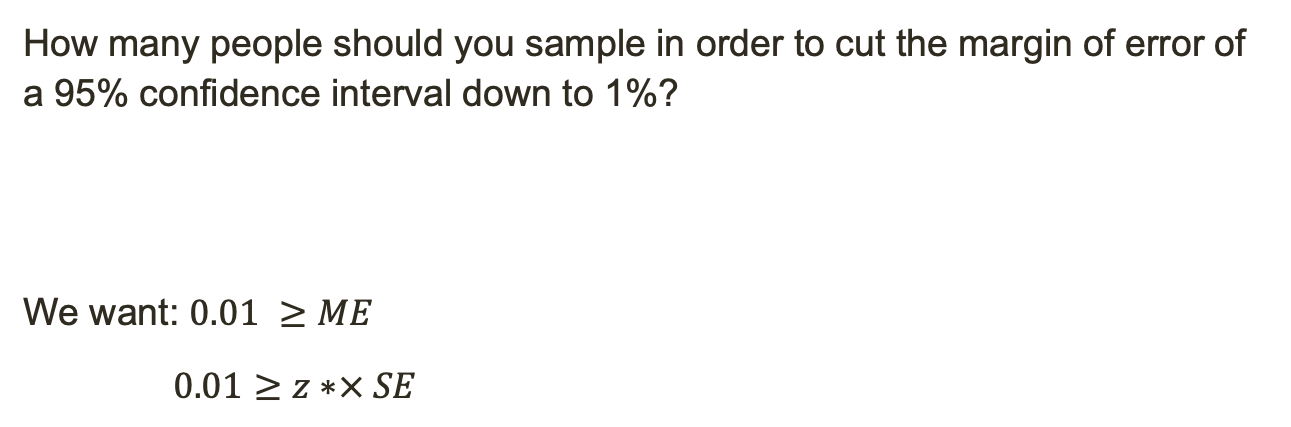 How many people should you sample in order to cut the margin of error of
a 95% confidence interval down to 1%?
We want: 0.01 ≥ ME
0.01 ≥ z ∗× SE